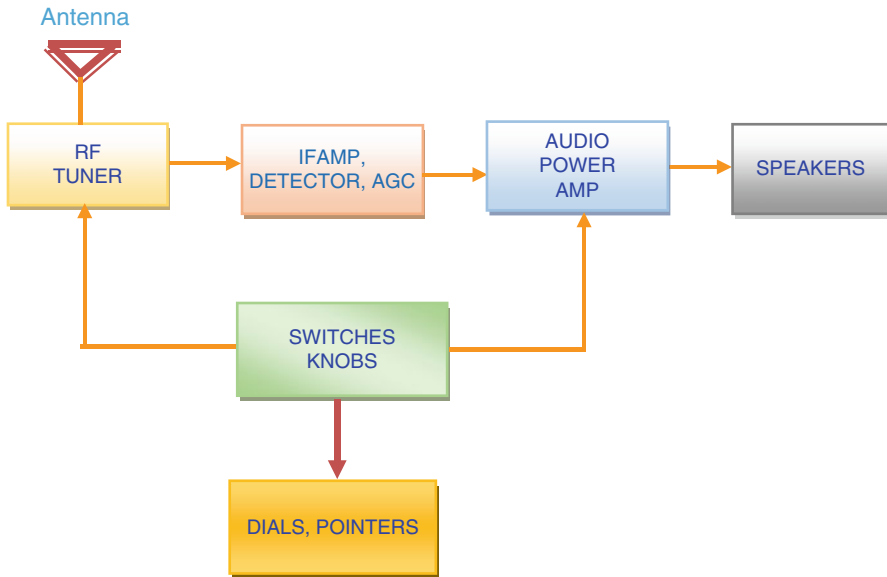 Antenna
RF
TUNER
IFAMP,
DETECTOR, AGC
AUDIO
POWER
AMP
SPEAKERS
SWITCHES
KNOBS
DIALS, POINTERS